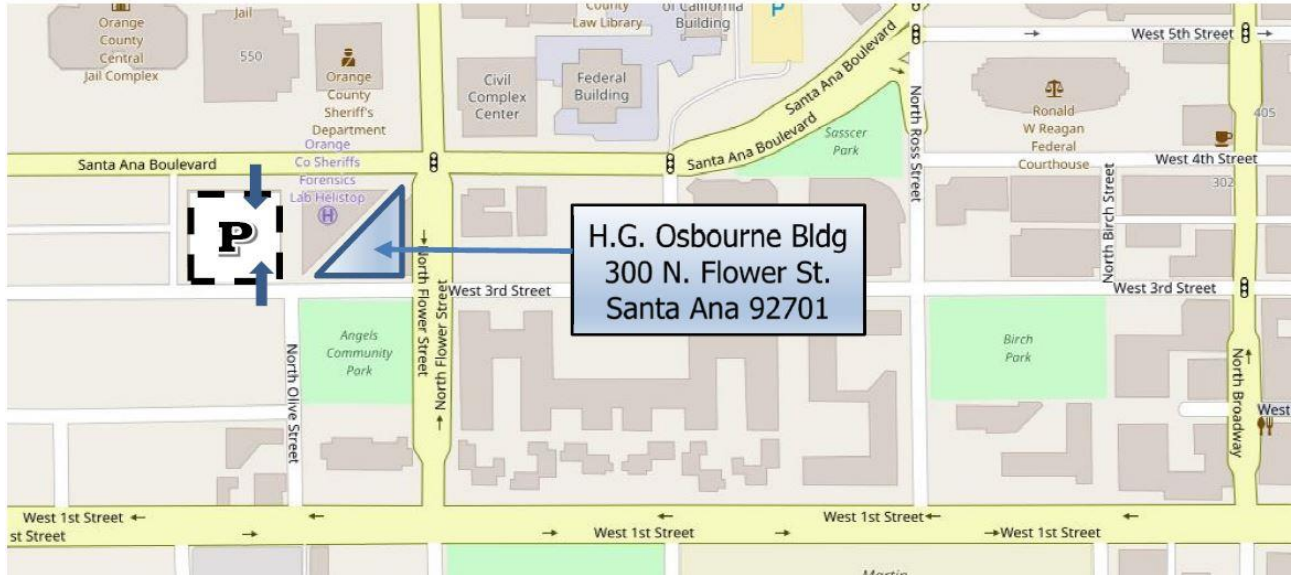 Orange
County
Central
Jail Complex
Jail
550
Orange
County
Sheriff's
Department
Orange
Co Sheriffs
Forensics
Lab Helistop
H
County
Law Library
of California
Building
P
Civil
Complex
Center
Federal
Building
Santa Ana Boulevard
Santa Ana Boulevard
Santa Ana Boulevard
Sasscer
Park
North Ross Street
West 5th Street
Ronald
W Reagan
Federal
Courthouse
405
West 4th Street
302
North Birch Street
P
H.G. Osbourne Bldg
300 N. Flower St.
Santa Ana 92701
North Flower Street
North Flower Street
West 3rd Street
West 3rd Street
Angels
Community
Park
North Olive Street
Birch
Park
North Broadway
West
West 1st Street
st Street
West 1st Street
West 1st Street
West 1st Street